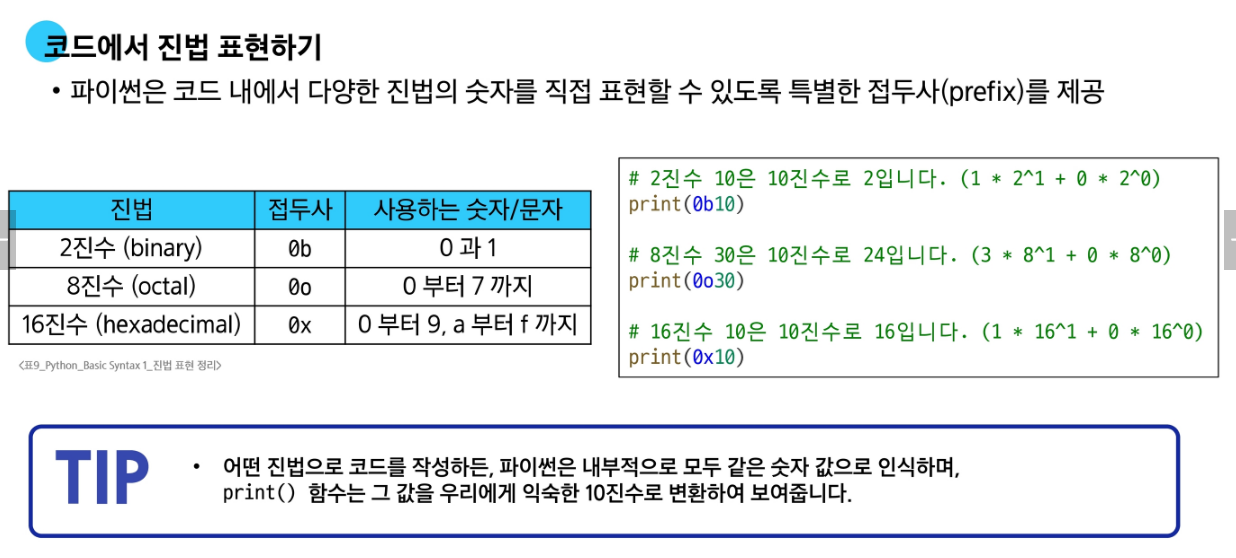 코드에서 진법 표현하기
• 파이썬은 코드 내에서 다양한 진법의 숫자를 직접 표현할 수 있도록 특별한 접두사(prefix)를 제공
진법 접두사 사용하는 숫자/문자
2진수 (binary) 0b 0 과 1
8진수 (octal) 0o 0 부터 7 까지
16진수 (hexadecimal) 0x 0 부터 9, a 부터 f 까지
<표9_Python_Basic Syntax 1_진법 표현 정리>
# 2진수 10은 10진수로 2입니다. (1 * 2^1 + 0 * 2^0)
print(0b10)
# 8진수 30은 10진수로 24입니다. (3 * 8^1 + 0 * 8^0)
print(0o30)
# 16진수 10은 10진수로 16입니다. (1 * 16^1 + 0 * 16^0)
print(0x10)
TIP
• 어떤 진법으로 코드를 작성하든, 파이썬은 내부적으로 모두 같은 숫자 값으로 인식하며,
print() 함수는 그 값을 우리에게 익숙한 10진수로 변환하여 보여줍니다.